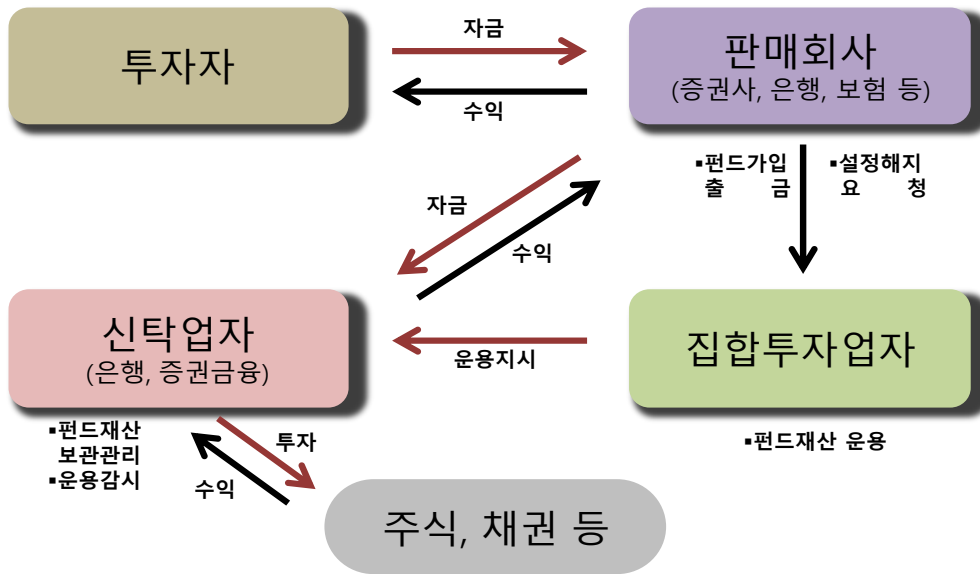 자금
투자자
판매회사
(증권사, 은행, 보험 등)
수익
▪펀드가입
출 금
▪설정해지
요 청
자금
수익
신탁업자
(은행, 증권금융)
운용지시
집합투자업자
▪펀드재산
보관관리
▪운용감시
투자
수익
▪펀드재산 운용
주식, 채권 등